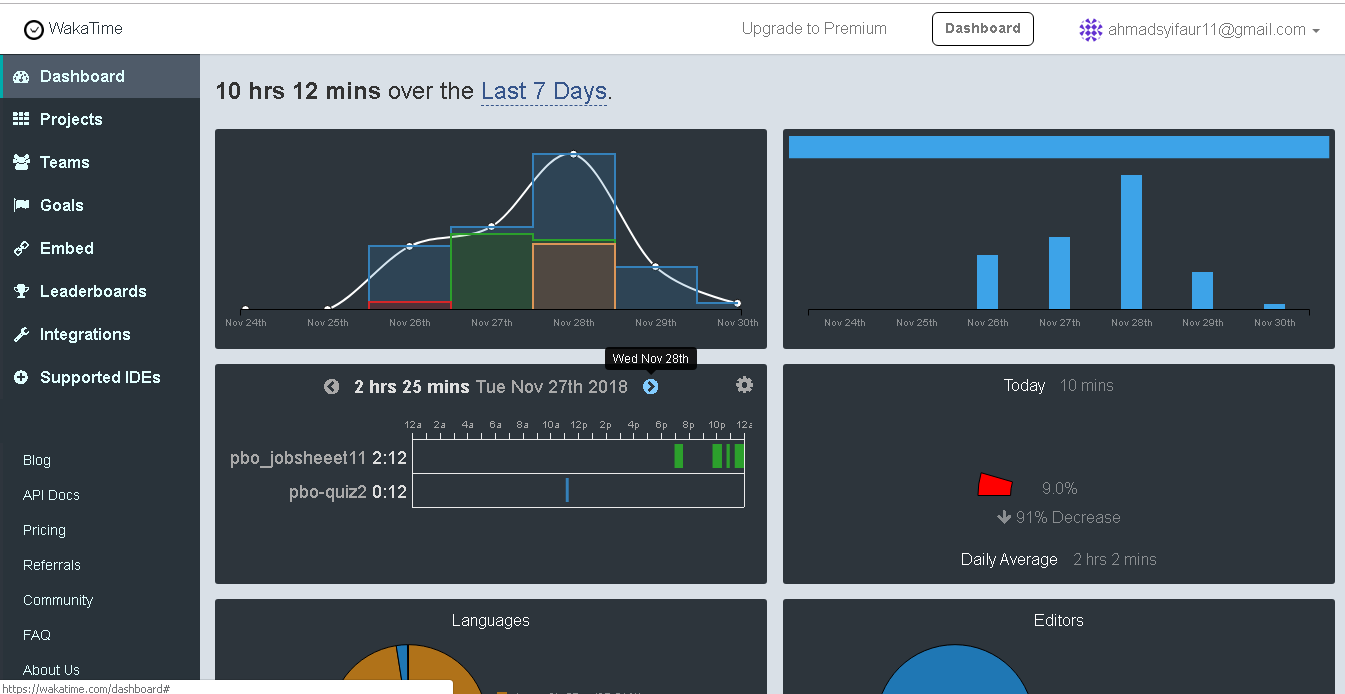 WakaTime
Upgrade to Premium
Dashboard
ahmadsyifaur11@gmail.com
Dashboard
Projects
Teams
Goals
Embed
Leaderboards
Integrations
Supported IDEs
Blog
API Docs
Pricing
Referrals
Community
FAQ
About Us
https://wakatime.com/dashboard#
10 hrs 12 mins over the Last 7 Days.
Nov 24th Nov 25th Nov 26th Nov 27th Nov 28th Nov 29th Nov 30th
Nov 24th Nov 25th Nov 26th Nov 27th Nov 28th Nov 29th Nov 30th
Wed Nov 28th
2 hrs 25 mins Tue Nov 27th 2018
12a 2a 4a 6a 8a 10a 12p 2p 4p 6p 8p 10p 12a
pbo_jobsheeet11 2:12
pbo-quiz2 0:12
Today 10 mins
9.0%
91% Decrease
Daily Average 2 hrs 2 mins
Languages
Editors